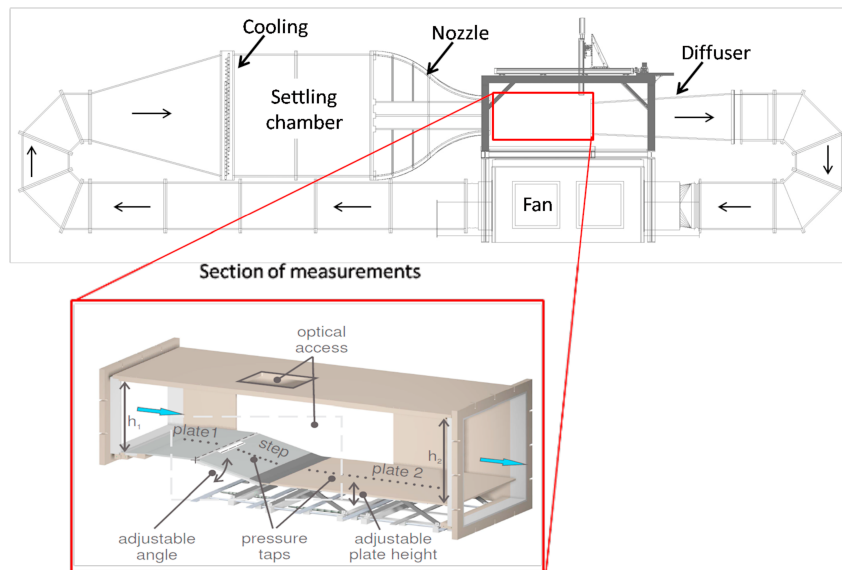 Cooling
Nozzle
Diffuser
Settling
chamber
Fan
Section of measurements
optical
access
h₁
plate1
step
h₂
plate 2
+
adjustable
angle
pressure
taps
adjustable
plate height